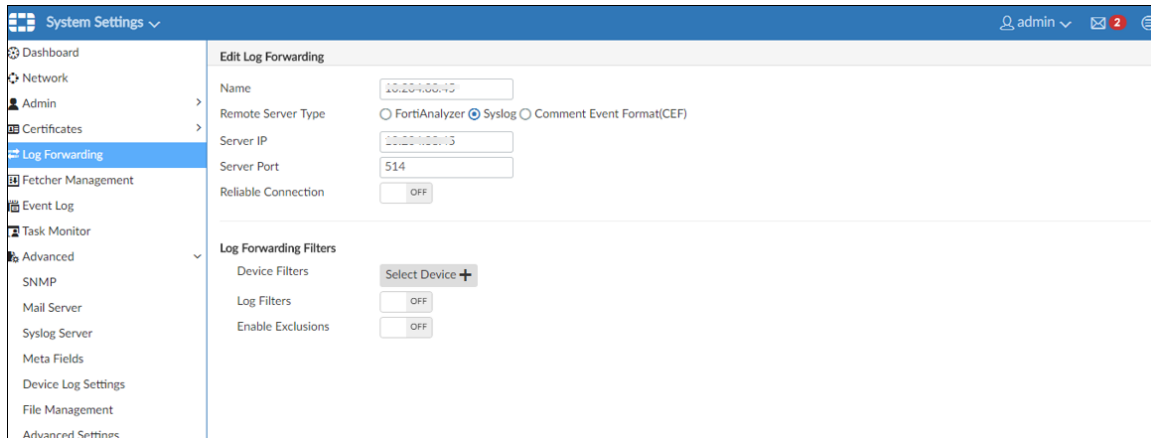 System Settings
admin
2
Dashboard
Network
Admin
Certificates
Log Forwarding
Fetcher Management
Event Log
Task Monitor
Advanced
SNMP
Mail Server
Syslog Server
Meta Fields
Device Log Settings
File Management
Advanced Settings
Edit Log Forwarding
Name
Remote Server Type FortiAnalyzer Syslog Comment Event Format(CEF)
Server IP
Server Port 514
Reliable Connection OFF
Log Forwarding Filters
Device Filters Select Device
Log Filters OFF
Enable Exclusions OFF